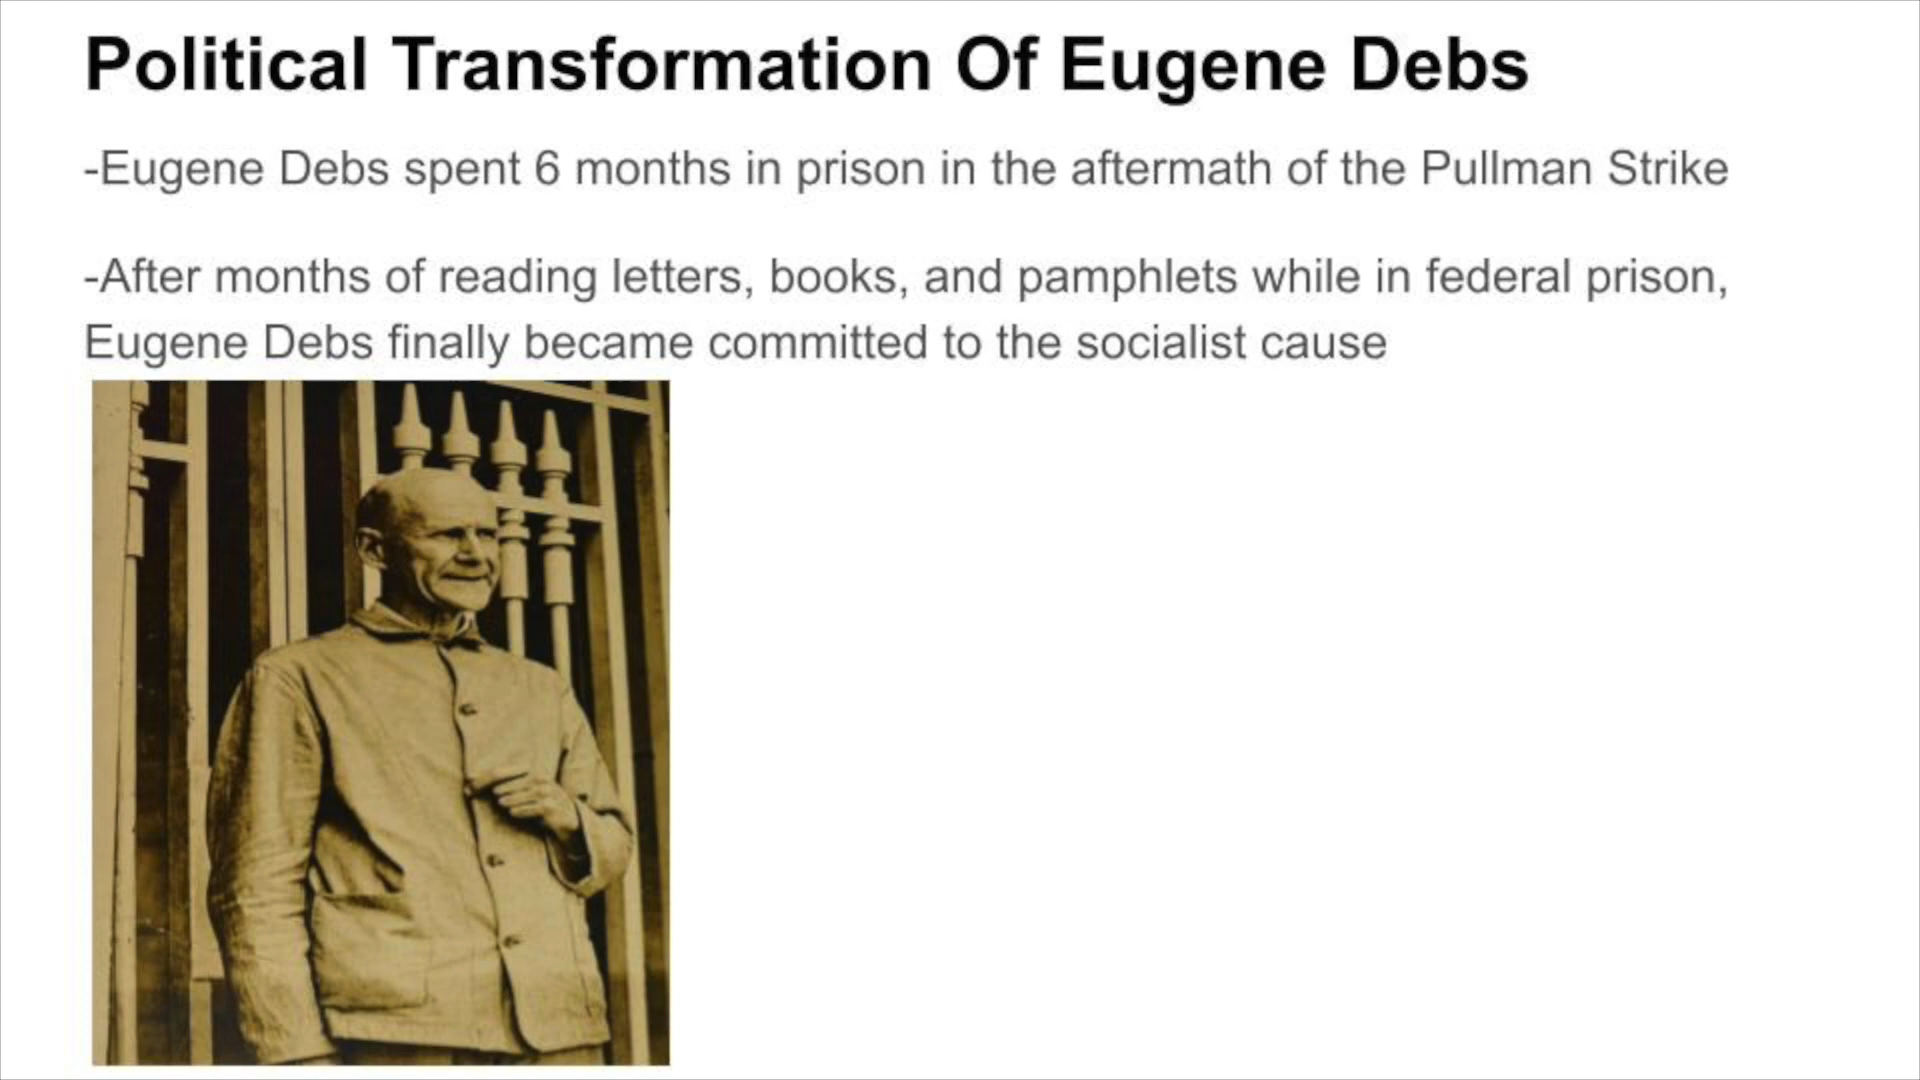 Political Transformation Of Eugene Debs
-Eugene Debs spent 6 months in prison in the aftermath of the Pullman Strike
-After months of reading letters, books, and pamphlets while in federal prison,
Eugene Debs finally became committed to the socialist cause